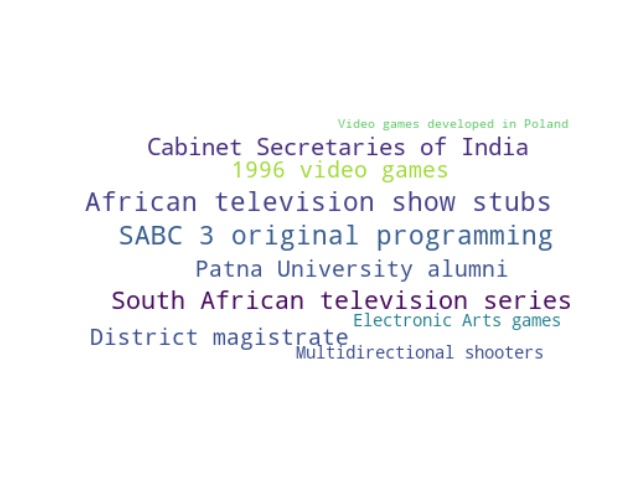 Video games developed in Poland
Cabinet Secretaries of India
1996 video games
African television show stubs
SABC 3 original programming
Patna University alumni
South African television series
Electronic Arts games
District magistrate
Multidirectional shooters